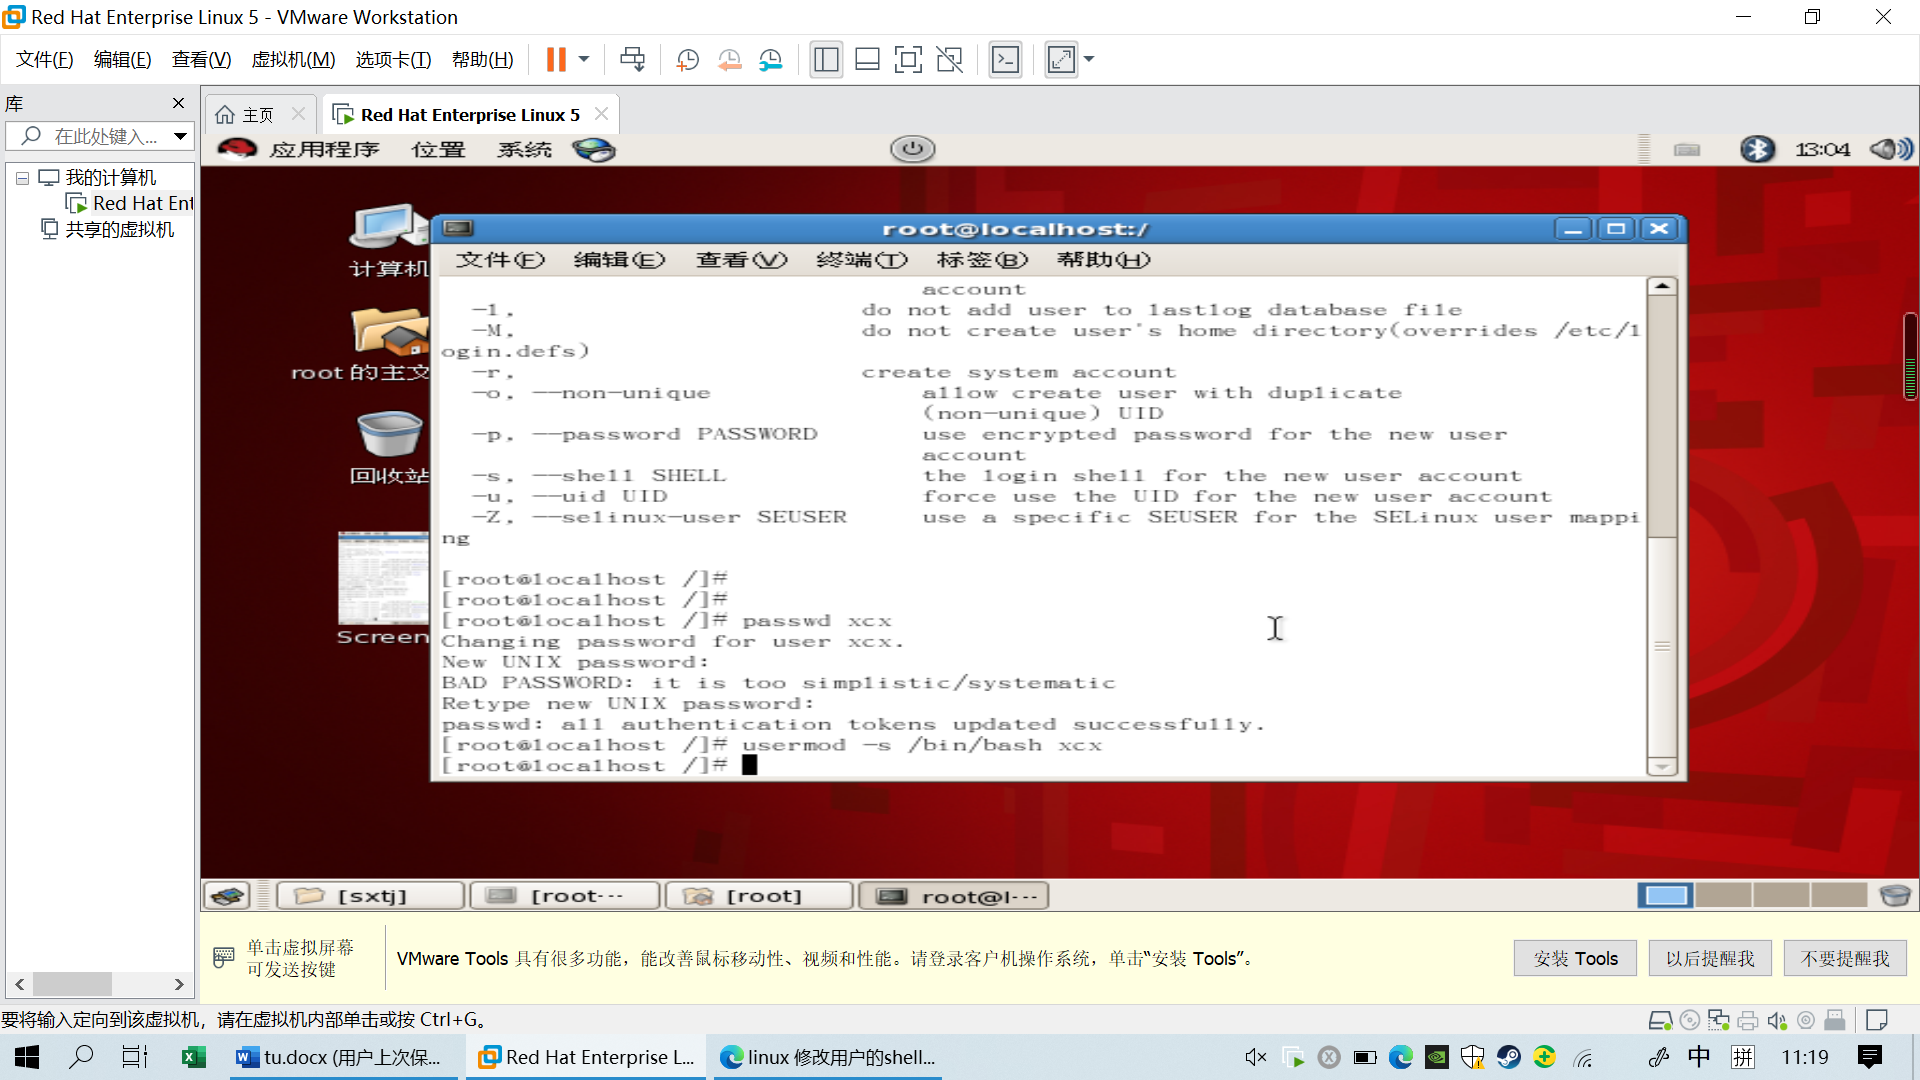 Red Hat Enterprise Linux 5 - VMware Workstation
文件(F) 编辑(E) 查看(V) 虚拟机(M) 选项卡(T) 帮助(H)
库
在此处键入...
我的计算机
Red Hat Ent
共享的虚拟机
主页
Red Hat Enterprise Linux 5
应用程序 位置 系统
13:04
计算机
root 的主文
回收站
Screen
root@localhost:/
文件(F) 编辑(E) 查看(V) 终端(T) 标签(B) 帮助(H)
account
-l, do not add user to lastlog database file
-M, do not create user's home directory(overrides /etc/l
ogin.defs)
-r, create system account
-o, --non-unique allow create user with duplicate
(non-unique) UID
-p, --password PASSWORD use encrypted password for the new user
account
-s, --shell SHELL the login shell for the new user account
-u, --uid UID force use the UID for the new user account
-Z, --selinux-user SEUSER use a specific SEUSER for the SELinux user mappi
ng
[root@localhost /]#
[root@localhost /]#
[root@localhost /]# passwd xcx
Changing password for user xcx.
New UNIX password:
BAD PASSWORD: it is too simplistic/systematic
Retype new UNIX password:
passwd: all authentication tokens updated successfully.
[root@localhost /]# usermod -s /bin/bash xcx
[root@localhost /]#
[sxtj] [root··· [root] root@l···
单击虚拟屏幕
可发送按键
VMware Tools 具有很多功能，能改善鼠标移动性、视频和性能。请登录客户机操作系统，单击“安装 Tools”。
安装 Tools 以后提醒我 不要提醒我
要将输入定向到该虚拟机，请在虚拟机内部单击或按 Ctrl+G。
tu.docx (用户上次保... Red Hat Enterprise L... linux 修改用户的shell... 中 拼 11:19